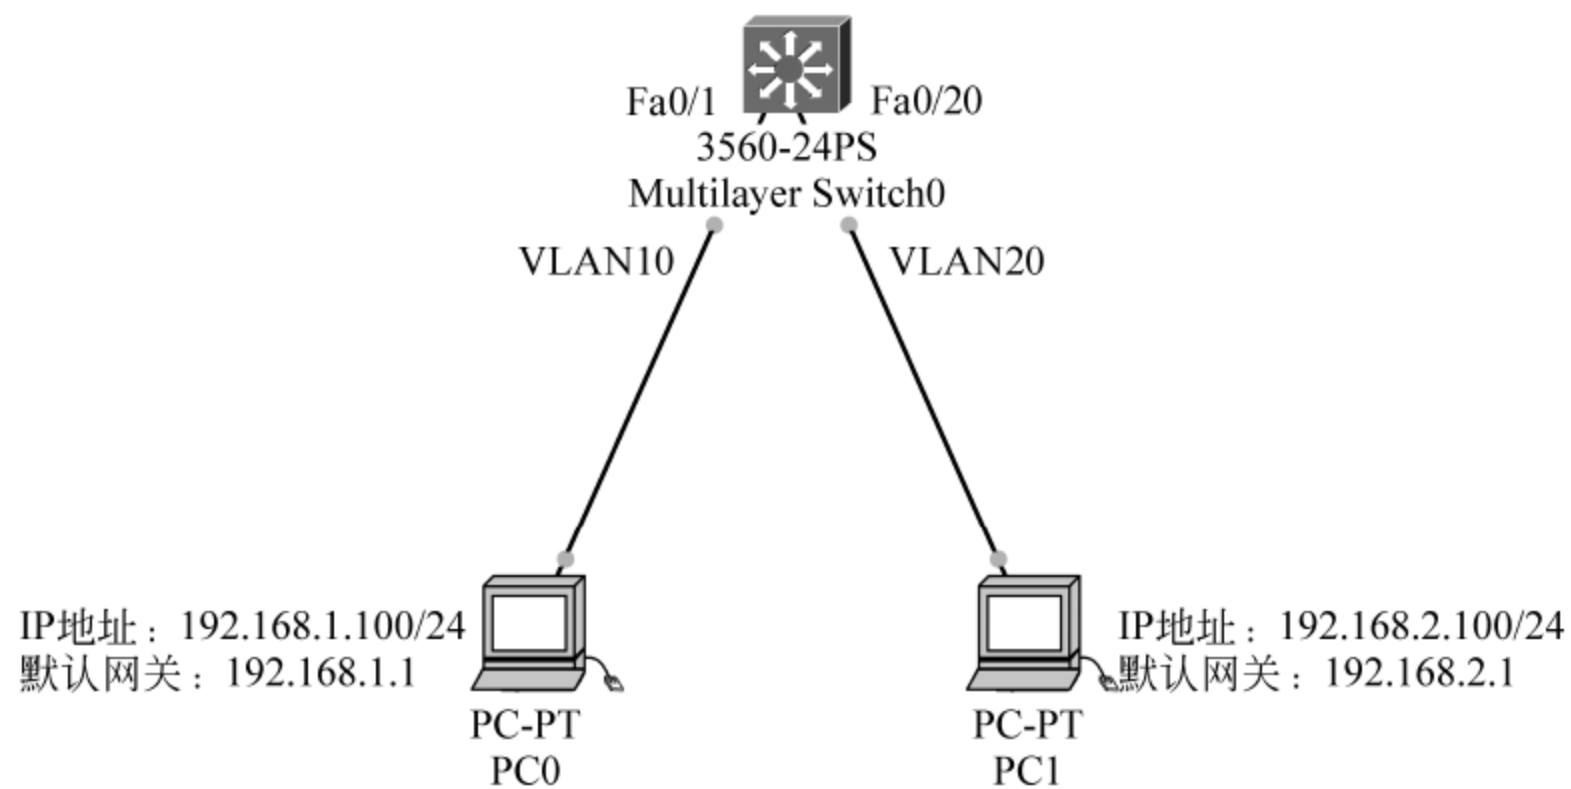 Fa0/1
Fa0/20
3560-24PS
Multilayer Switch0
VLAN10
VLAN20
IP地址：192.168.1.100/24
默认网关：192.168.1.1
PC-PT
PC0
IP地址：192.168.2.100/24
默认网关：192.168.2.1
PC-PT
PC1